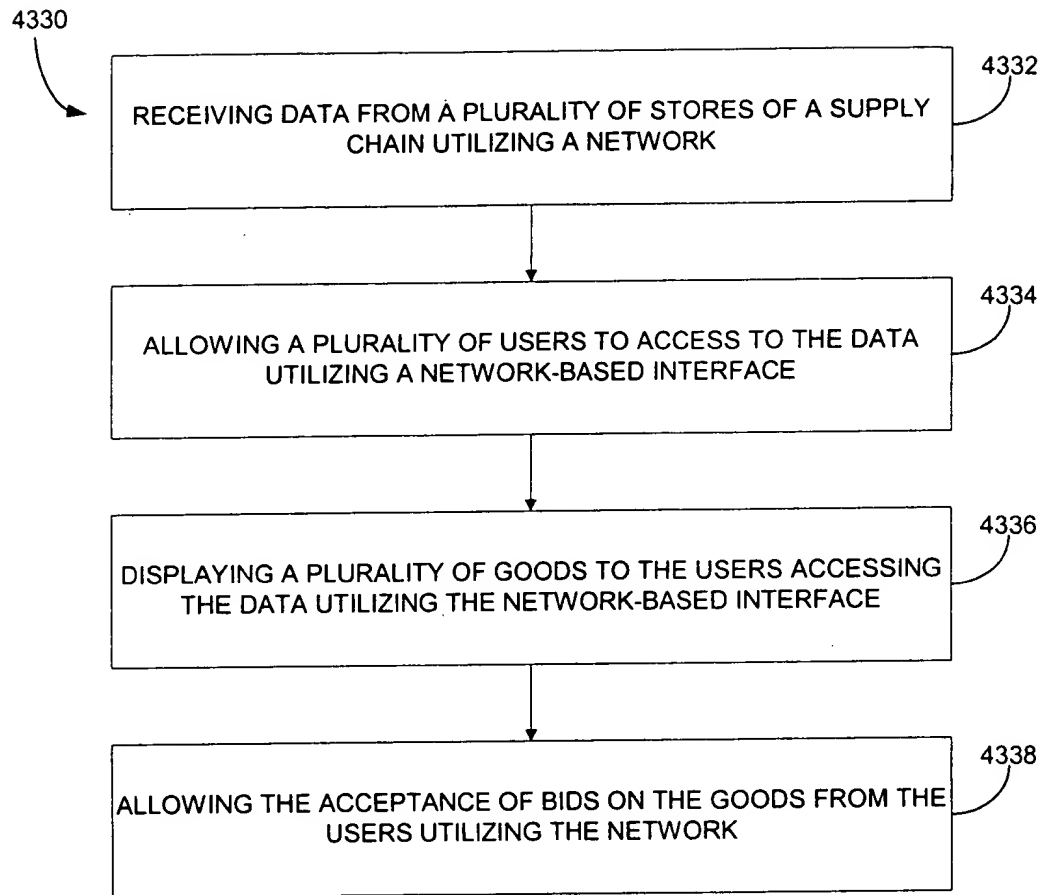 4330
4332
RECEIVING DATA FROM A PLURALITY OF STORES OF A SUPPLY
CHAIN UTILIZING A NETWORK
4334
ALLOWING A PLURALITY OF USERS TO ACCESS TO THE DATA
UTILIZING A NETWORK-BASED INTERFACE
4336
DISPLAYING A PLURALITY OF GOODS TO THE USERS ACCESSING
THE DATA UTILIZING THE NETWORK-BASED INTERFACE
4338
ALLOWING THE ACCEPTANCE OF BIDS ON THE GOODS FROM THE
USERS UTILIZING THE NETWORK